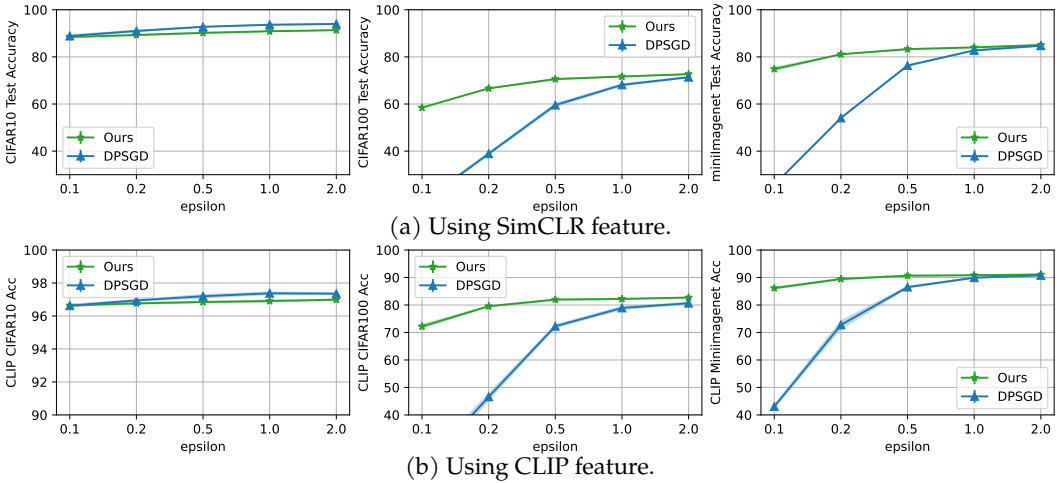 100
80
60
40
0.1 0.2 0.5 1.0 2.0
epsilon
CIFAR10 Test Accuracy
Ours
DPSGD
100
80
60
40
0.1 0.2 0.5 1.0 2.0
epsilon
CIFAR100 Test Accuracy
Ours
DPSGD
100
80
60
40
0.1 0.2 0.5 1.0 2.0
epsilon
miniImagenet Test Accuracy
Ours
DPSGD
(a) Using SimCLR feature.
100
98
96
94
92
90
0.1 0.2 0.5 1.0 2.0
epsilon
CLIP CIFAR10 Acc
Ours
DPSGD
100
90
80
70
60
50
40
0.1 0.2 0.5 1.0 2.0
epsilon
CLIP CIFAR100 Acc
Ours
DPSGD
100
90
80
70
60
50
40
0.1 0.2 0.5 1.0 2.0
epsilon
CLIP Miniimagenet Acc
Ours
DPSGD
(b) Using CLIP feature.